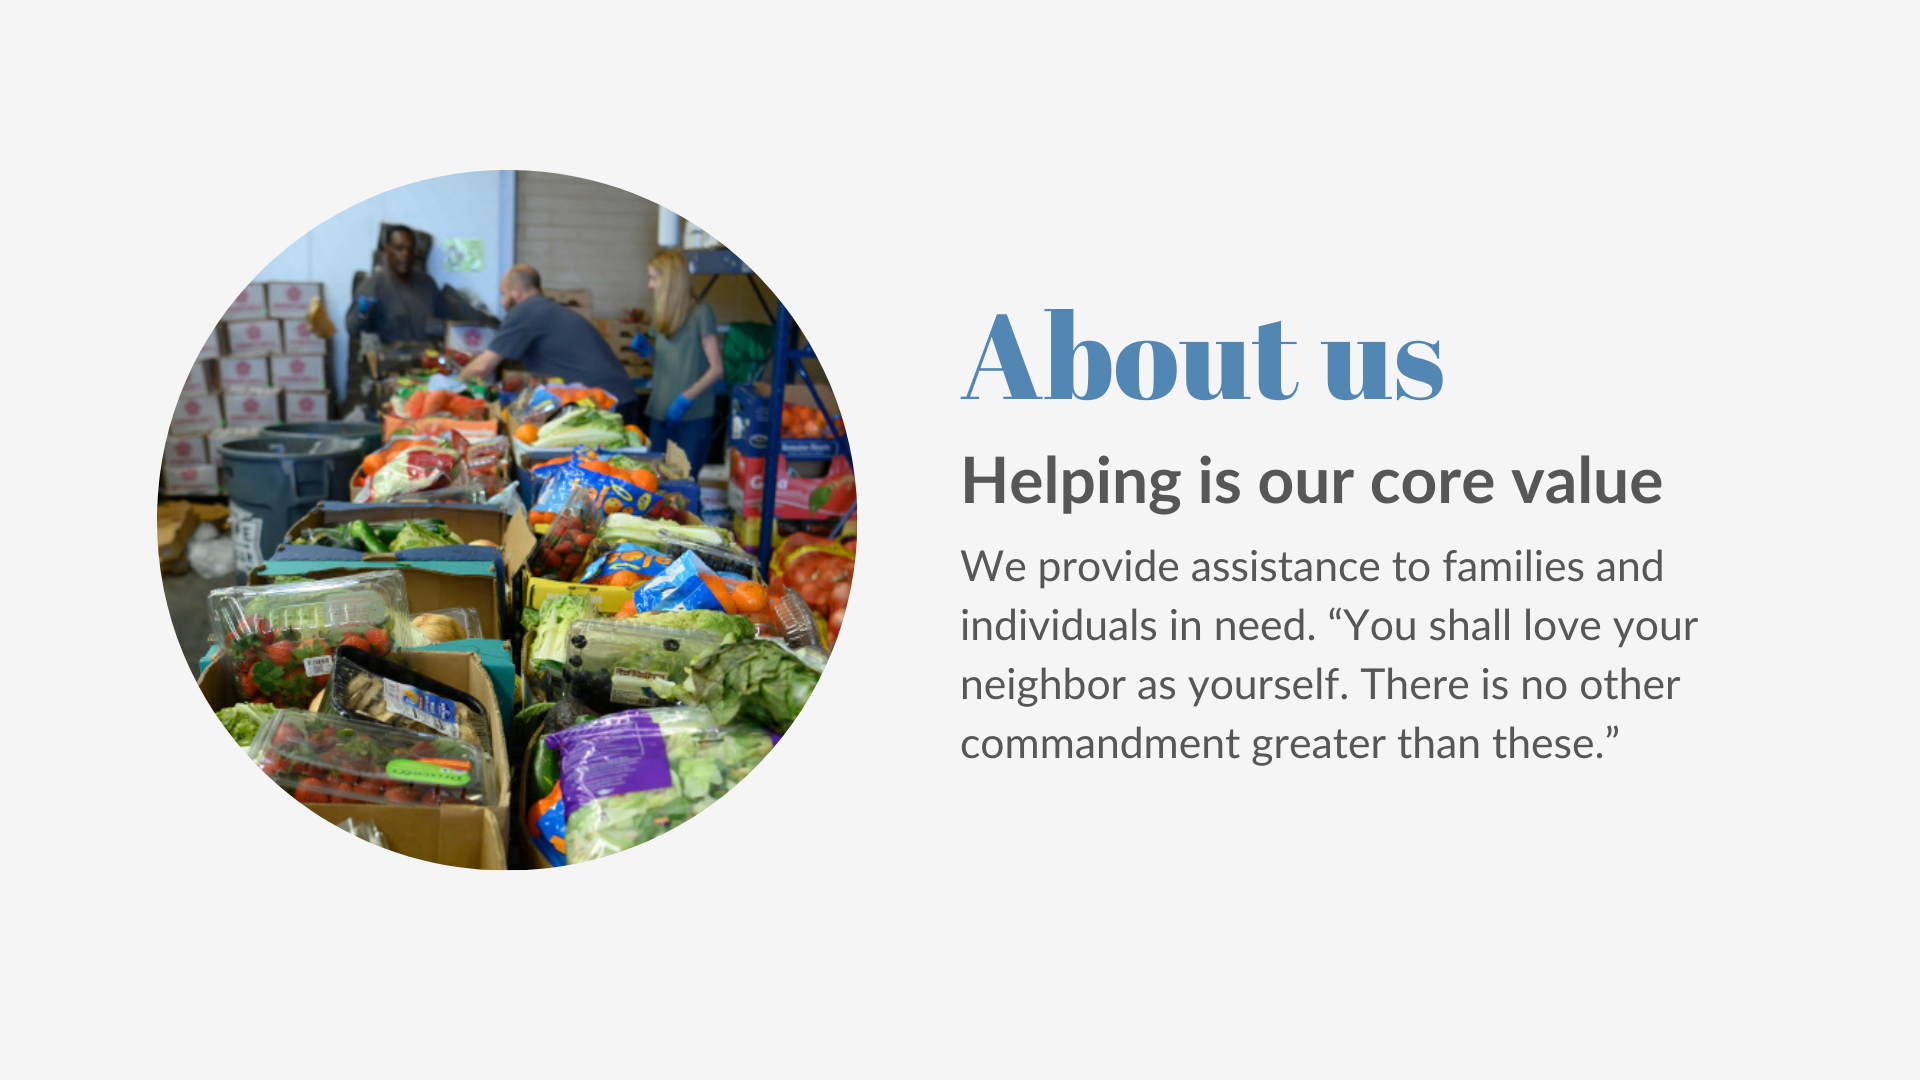 About us
Helping is our core value
We provide assistance to families and
individuals in need. “You shall love your
neighbor as yourself. There is no other
commandment greater than these.”